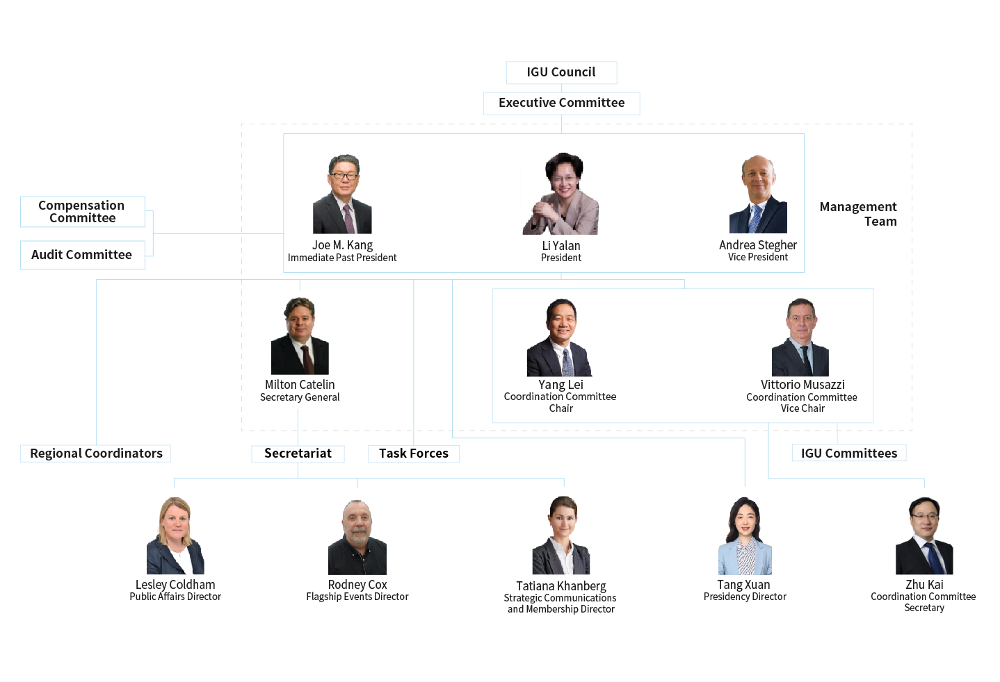 IGU Council
Executive Committee
Compensation
Committee
Audit Committee
Management
Team
Joe M. Kang
Immediate Past President
Li Yalan
President
Andrea Stegher
Vice President
Milton Catelin
Secretary General
Yang Lei
Coordination Committee
Chair
Vittorio Musazzi
Coordination Committee
Vice Chair
Regional Coordinators
Secretariat
Task Forces
IGU Committees
Lesley Coldham
Public Affairs Director
Rodney Cox
Flagship Events Director
Tatiana Khanberg
Strategic Communications
and Membership Director
Tang Xuan
Presidency Director
Zhu Kai
Coordination Committee
Secretary